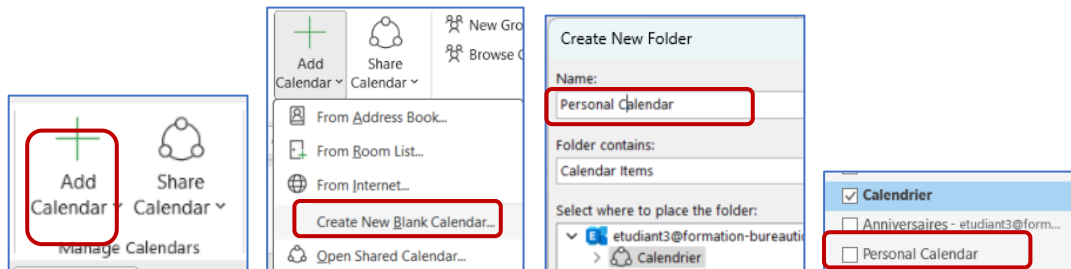 Add
Calendar
Share
Calendar
Manage Calendars
Add
Calendar
Share
Calendar
New Gro
Browse
From Address Book...
From Room List...
From Internet...
Create New Blank Calendar...
Open Shared Calendar...
Create New Folder
Name:
Personal Calendar
Folder contains:
Calendar Items
Select where to place the folder:
etudiant3@formation-bureautic
Calendrier
Calendrier
Anniversaires - etudiant3@form...
Personal Calendar